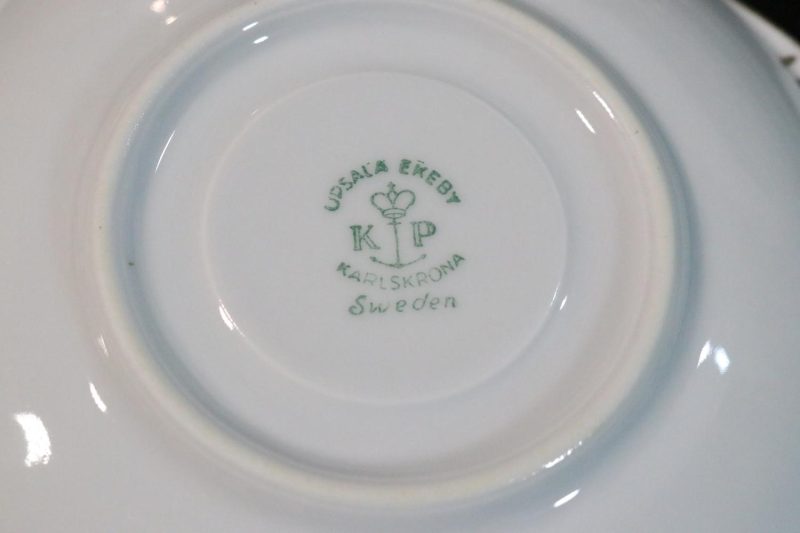 UPSALA EKEBY
K P
KARLSKRONA
Sweden